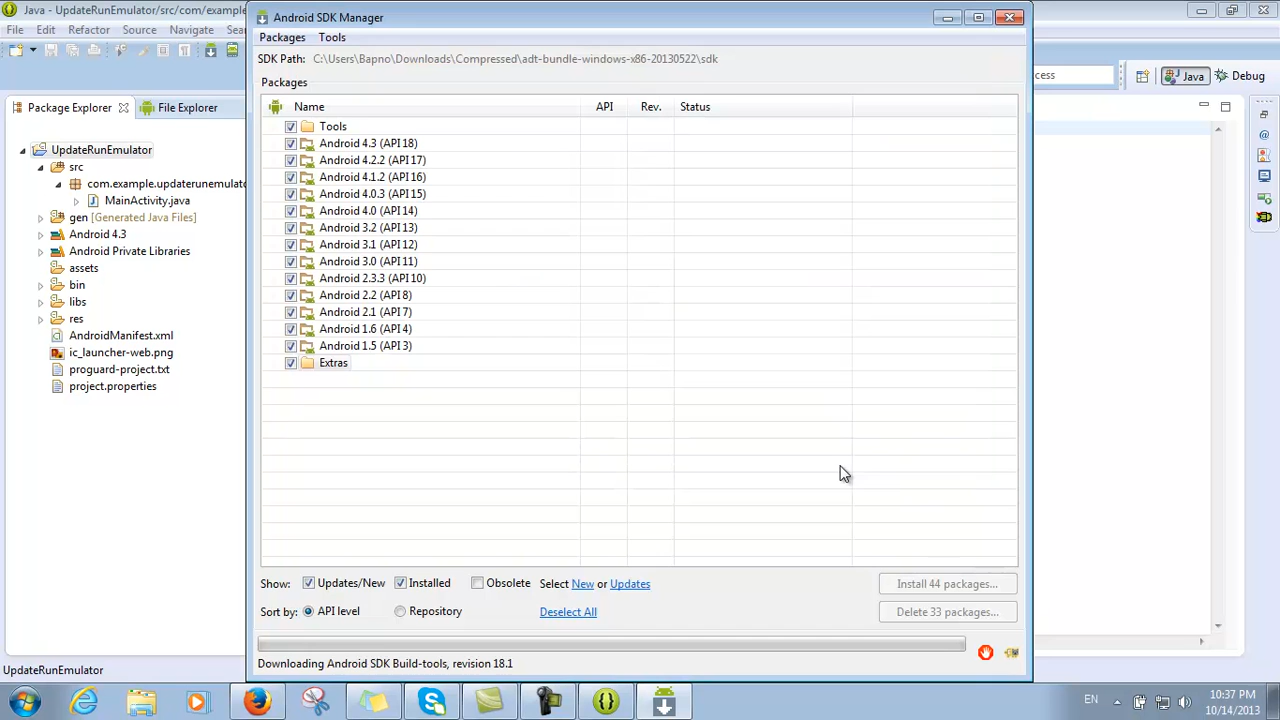 Java - UpdateRunEmulator/src/com/example
Android SDK Manager
File Edit Refactor Source Navigate
Packages Tools
SDK Path: C:\Users\Bapno\Downloads\Compressed\adt-bundle-windows-x86-20130522\sdk
Packages
Java Debug
Package Explorer File Explorer
Name API Rev. Status
Tools
Android 4.3 (API 18)
Android 4.2.2 (API 17)
Android 4.1.2 (API 16)
Android 4.0.3 (API 15)
Android 4.0 (API 14)
Android 3.2 (API 13)
Android 3.1 (API 12)
Android 3.0 (API 11)
Android 2.3.3 (API 10)
Android 2.2 (API 8)
Android 2.1 (API 7)
Android 1.6 (API 4)
Android 1.5 (API 3)
Extras
UpdateRunEmulator
src
com.example.updaterunemulato
MainActivity.java
gen [Generated Java Files]
Android 4.3
Android Private Libraries
assets
bin
libs
res
AndroidManifest.xml
ic_launcher-web.png
proguard-project.txt
project.properties
Show: Updates/New Installed Obsolete Select New or Updates Install 44 packages...
Sort by: API level Repository Deselect All Delete 33 packages...
Downloading Android SDK Build-tools, revision 18.1
UpdateRunEmulator
EN
10:37 PM
10/14/2013